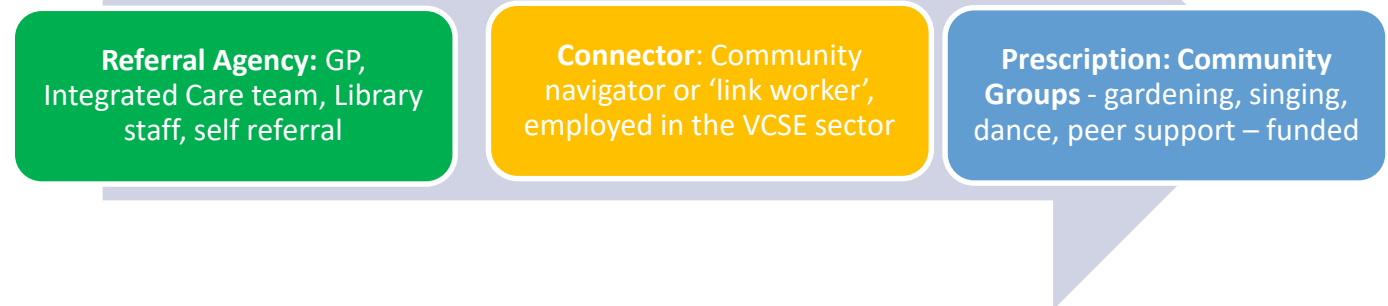 Referral Agency: GP,
Integrated Care team, Library
staff, self referral
Connector: Community
navigator or ‘link worker’,
employed in the VCSE sector
Prescription: Community
Groups - gardening, singing,
dance, peer support – funded